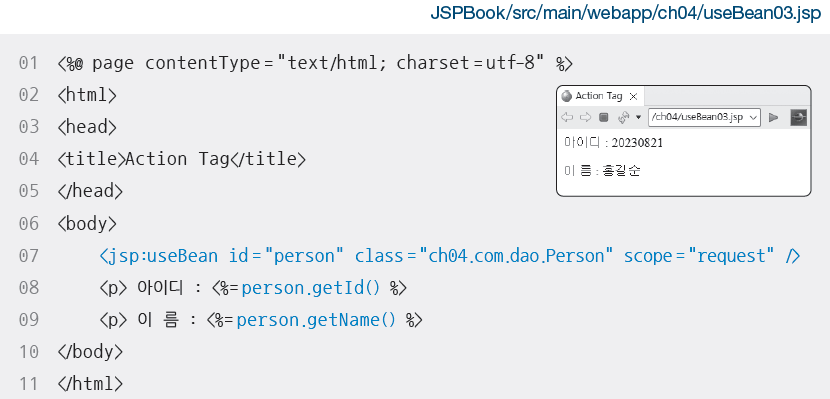 JSPBook/src/main/webapp/ch04/useBean03.jsp
01 <%@ page contentType="text/html; charset=utf-8" %>
02 <html>
03 <head>
04 <title>Action Tag</title>
05 </head>
06 <body>
07 <jsp:useBean id="person" class="ch04.com.dao.Person" scope="request" />
08 <p> 아이디 : <%=person.getId() %>
09 <p> 이 름 : <%=person.getName() %>
10 </body>
11 </html>
Action Tag
/ch04/useBean03.jsp
아이디 : 20230821
이 름 : 홍길순